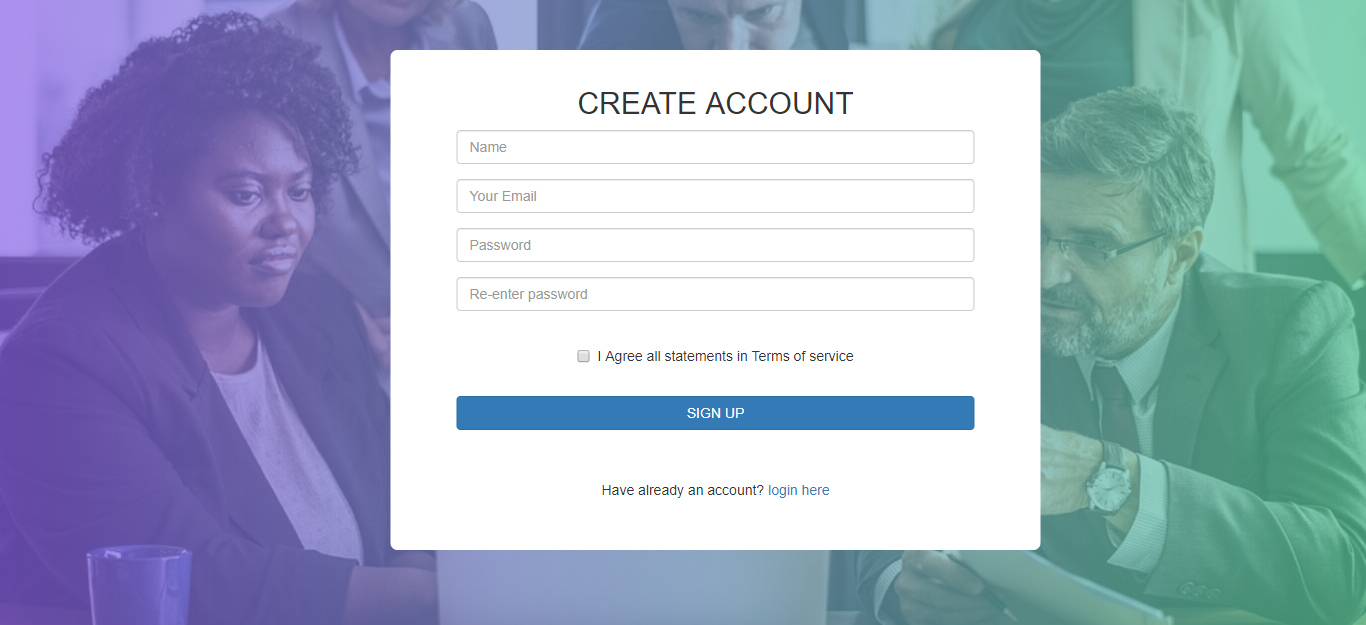 CREATE ACCOUNT
Name
Your Email
Password
Re-enter password
I Agree all statements in Terms of service
SIGN UP
Have already an account? login here